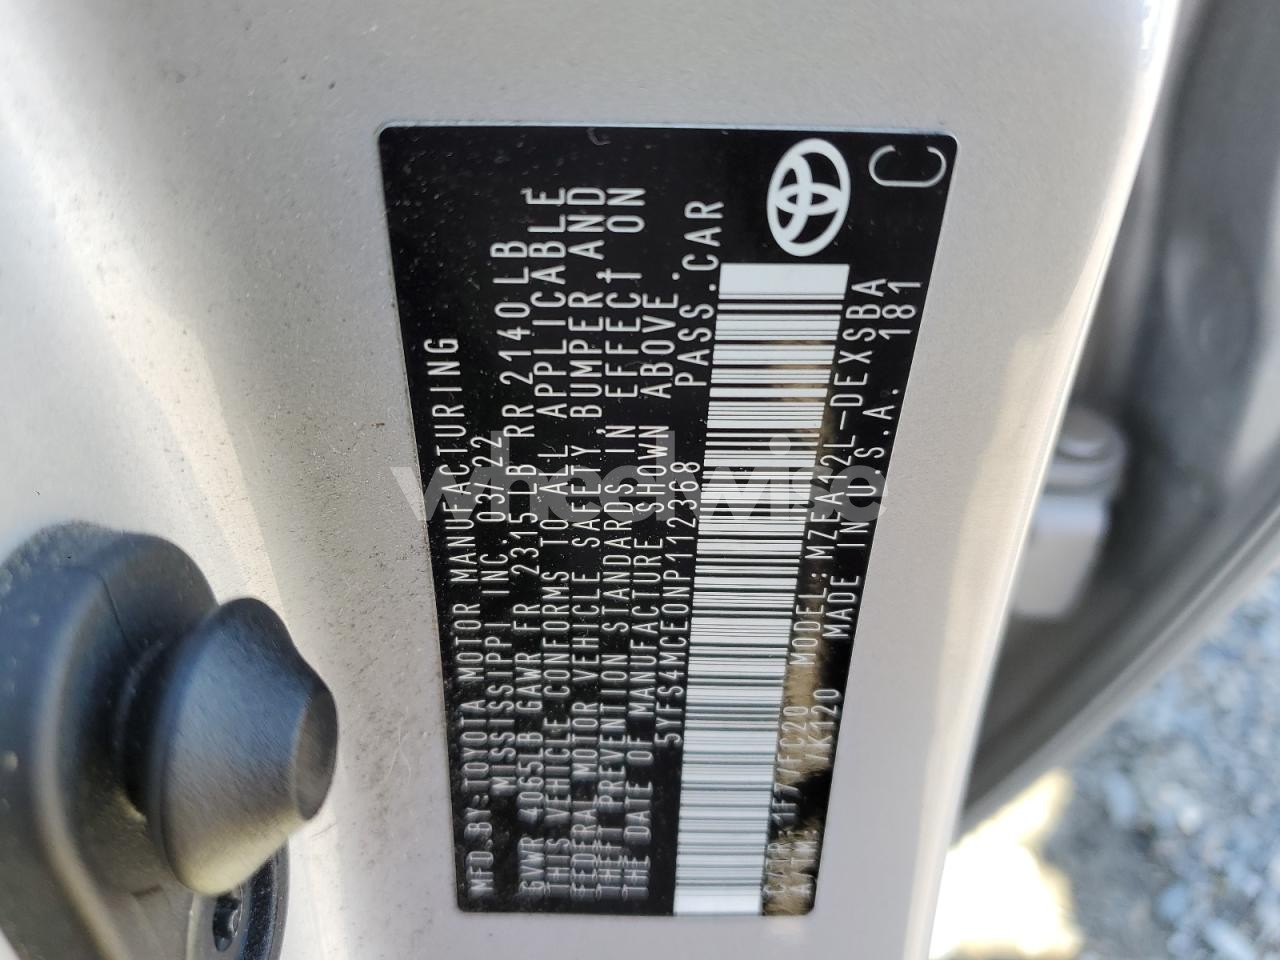 MFD.BY:TOYOTA MOTOR MANUFACTURING
MISSISSIPPI INC. 03/22
GVWR 4065LB GAWR FR 2315LB RR 2140LB
THIS VEHICLE CONFORMS TO ALL APPLICABLE
FEDERAL MOTOR VEHICLE SAFETY,BUMPER,AND
THEFT PREVENTION STANDARDS IN EFFECT ON
THE DATE OF MANUFACTURE SHOWN ABOVE.
5YFS4MCE0NP112368 PASS.CAR
C/TR: 1F7/FC20 MODEL:MZEA12L-DEXSBA
A/TM: /K120 MADE IN U.S.A. 181
C
wheelwise